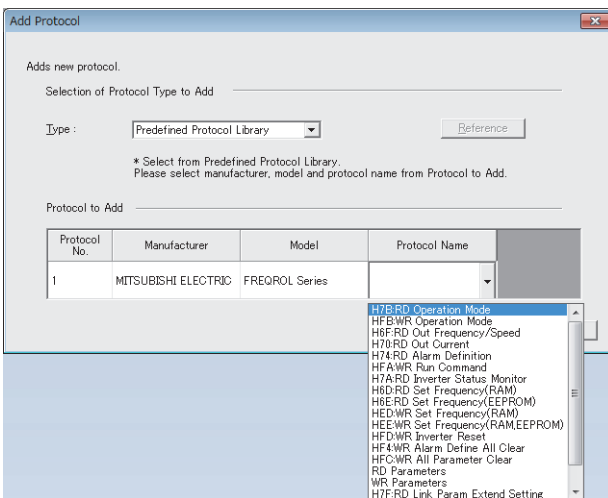 Add Protocol
Adds new protocol.
Selection of Protocol Type to Add
Type :
Predefined Protocol Library
Reference
* Select from Predefined Protocol Library.
Please select manufacturer, model and protocol name from Protocol to Add.
Protocol to Add
Protocol No.
Manufacturer
Model
Protocol Name
1
MITSUBISHI ELECTRIC
FREQROL Series
H7B:RD Operation Mode
HFB:WR Operation Mode
H6F:RD Out Frequency/Speed
H70:RD Out Current
H74:RD Alarm Definition
HFA:WR Run Command
H7A:RD Inverter Status Monitor
H6D:RD Set Frequency(RAM)
H6E:RD Set Frequency(EEPROM)
HED:WR Set Frequency(RAM)
HEE:WR Set Frequency(RAM,EEPROM)
HFD:WR Inverter Reset
HF4:WR Alarm Define All Clear
HFC:WR All Parameter Clear
RD Parameters
WR Parameters
H7F:RD Link Param Extend Setting